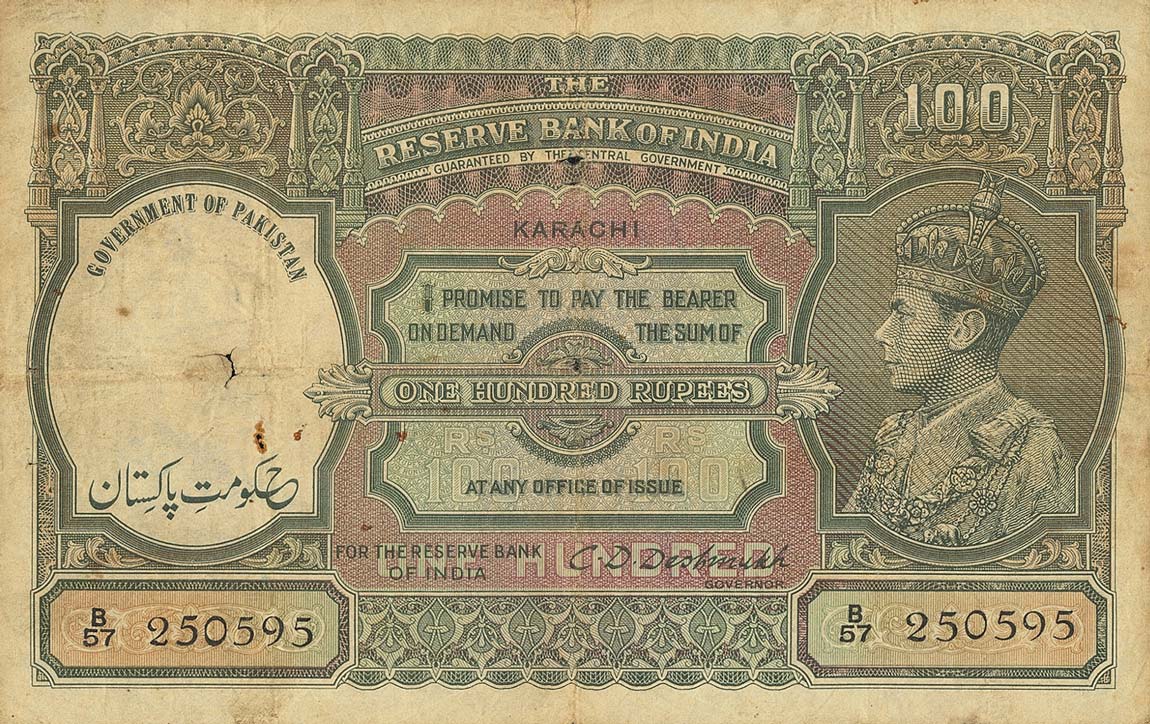 THE
100
RESERVE BANK OF INDIA
GUARANTEED BY THE CENTRAL GOVERNMENT
GOVERNMENT OF PAKISTAN
KARACHI
I PROMISE TO PAY THE BEARER
ON DEMAND THE SUM OF
ONE HUNDRED RUPEES
RS RS
100 100
AT ANY OFFICE OF ISSUE
حکومتِ پاکِستان
FOR THE RESERVE BANK
OF INDIA
HUNDRED
C. D. Deshmukh
GOVERNOR
B
57 250595
B
57 250595